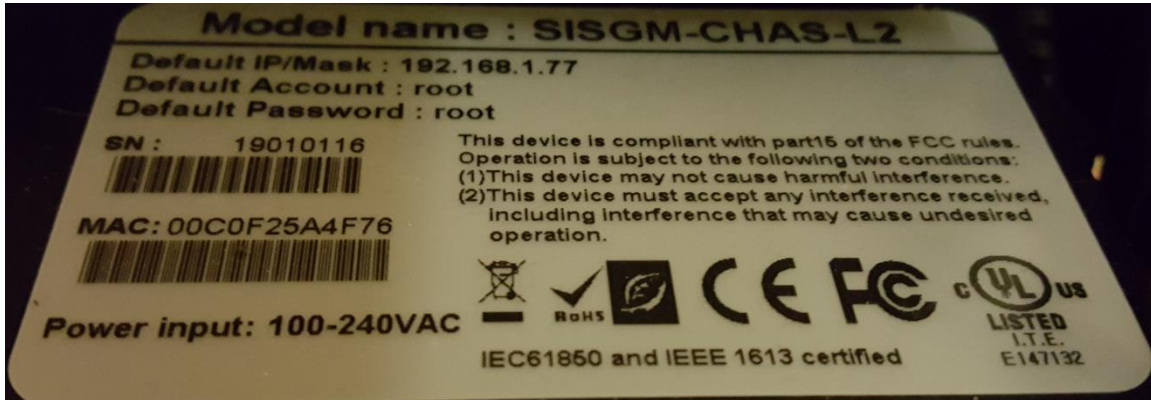 Model name : SISGM-CHAS-L2
Default IP/Mask : 192.168.1.77
Default Account : root
Default Password : root
SN : 19010116
MAC: 00C0F25A4F76
Power input: 100-240VAC
This device is compliant with part15 of the FCC rules.
Operation is subject to the following two conditions:
(1)This device may not cause harmful interference.
(2)This device must accept any interference received,
including interference that may cause undesired
operation.
RoHS
CE
FC
C UL US
LISTED
I.T.E.
E147132
IEC61850 and IEEE 1613 certified